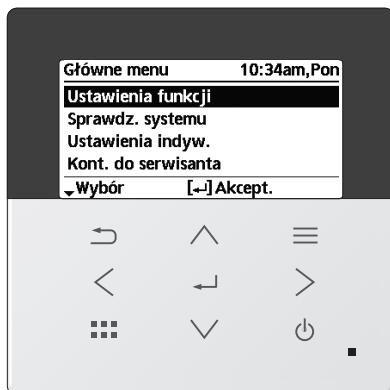 Główne menu 10:34am,Pon
Ustawienia funkcji
Sprawdz. systemu
Ustawienia indyw.
Kont. do serwisanta
Wybór [↵] Akcept.